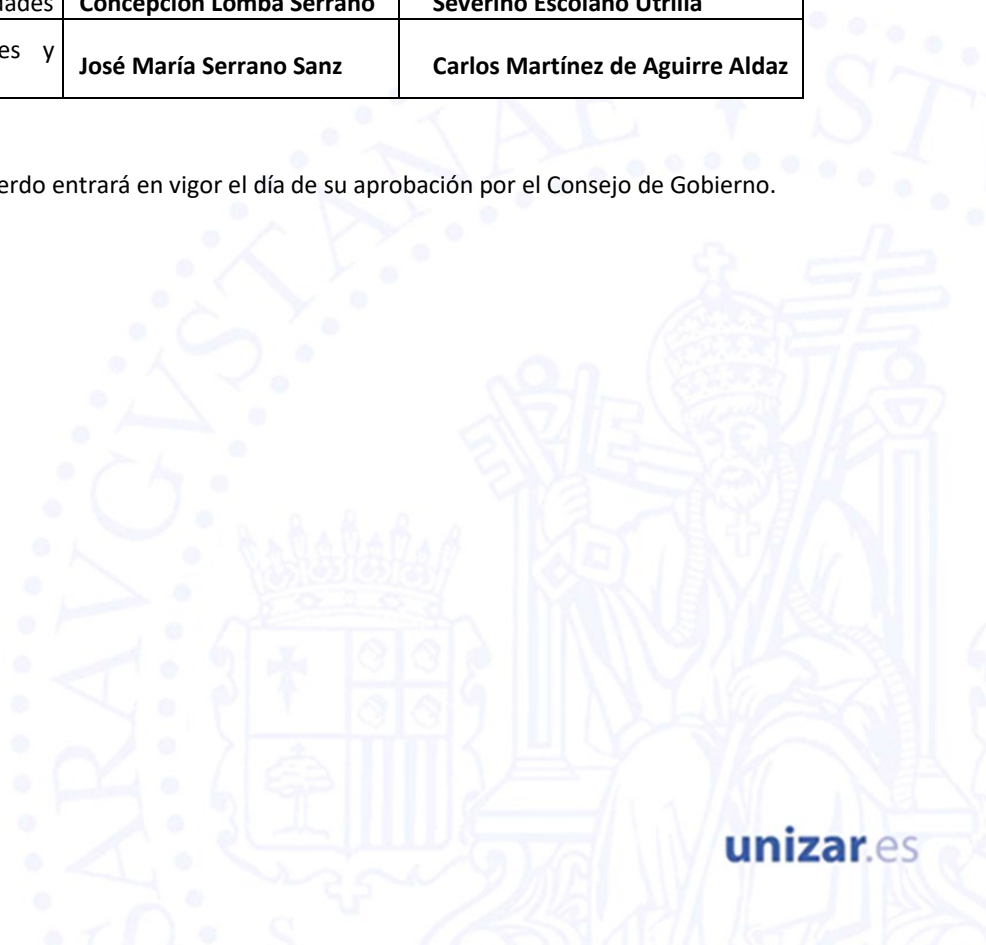 dades Concepción Lomba Serrano Severino Escolano Utrilla
es y
José María Serrano Sanz Carlos Martínez de Aguirre Aldaz
erdo entrará en vigor el día de su aprobación por el Consejo de Gobierno.
unizar.es